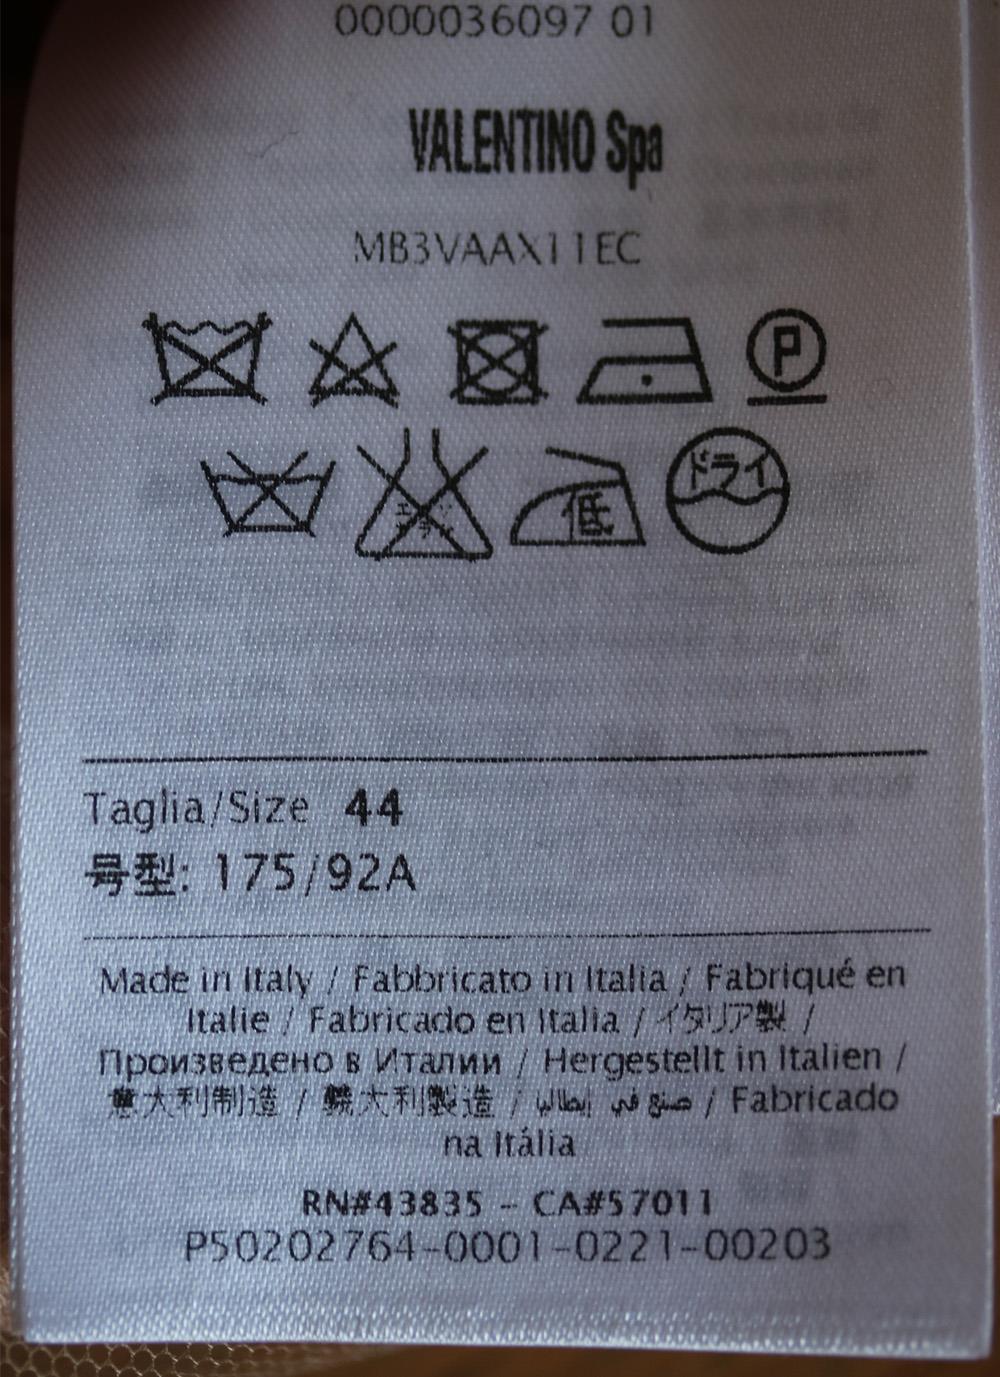 0000036097 01
VALENTINO Spa
MB3VAAX11EC
P
低 ドライ
Taglia/Size 44
号型: 175/92A
Made in Italy / Fabbricato in Italia / Fabriqué en
Italie / Fabricado en Italia / イタリア製 /
Произведено в Италии / Hergestellt in Italien /
意大利制造 / 義大利製造 / صنع في إيطاليا / Fabricado
na Itália
RN#43835 - CA#57011
P50202764-0001-0221-00203